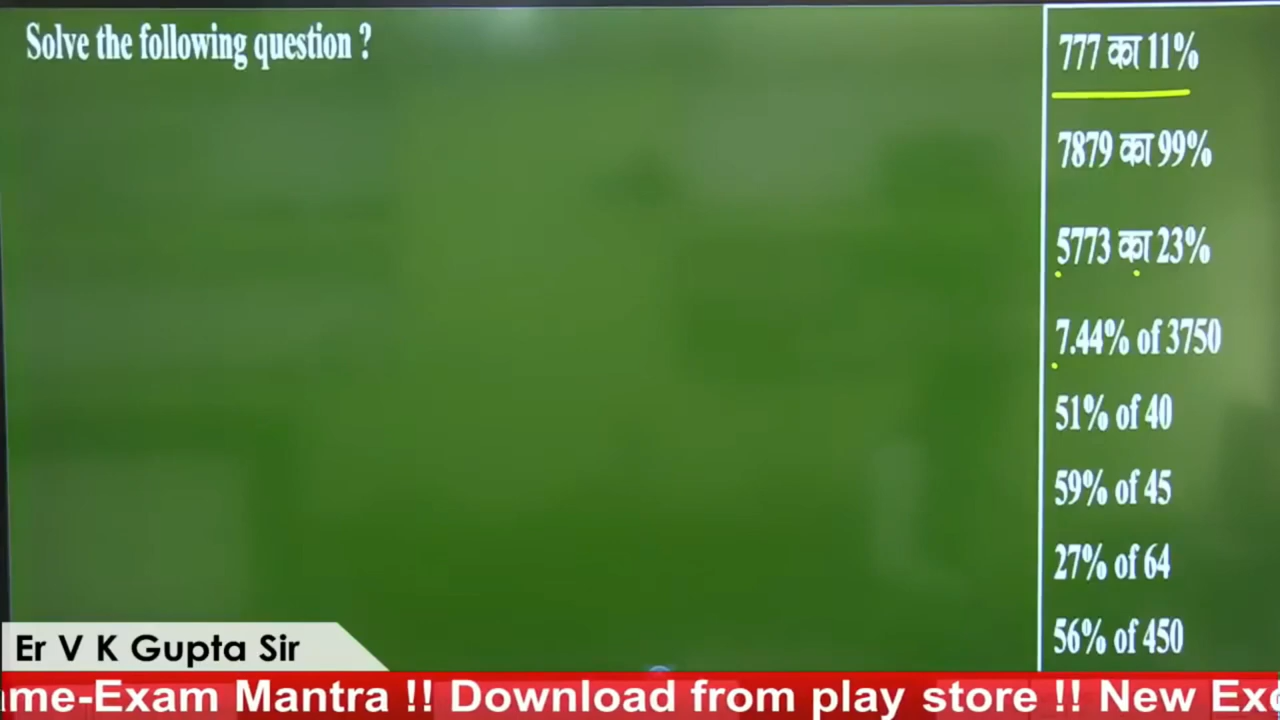 Solve the following question ?
777 का 11%
7879 का 99%
5773 का 23%
7.44% of 3750
51% of 40
59% of 45
27% of 64
56% of 450
Er V K Gupta Sir
me-Exam Mantra !! Download from play store !! New Exa